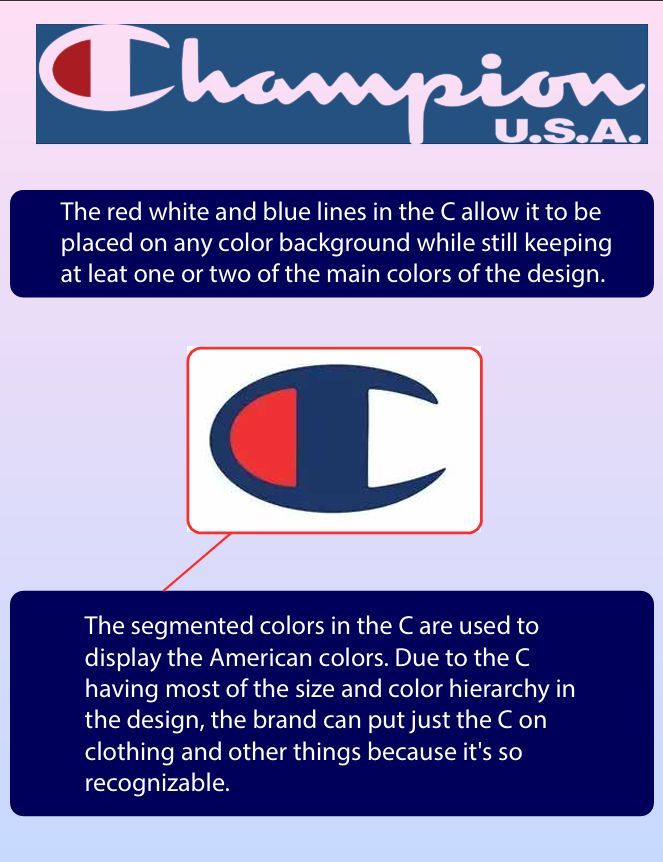 Champion
U.S.A.
The red white and blue lines in the C allow it to be
placed on any color background while still keeping
at leat one or two of the main colors of the design.
C
The segmented colors in the C are used to
display the American colors. Due to the C
having most of the size and color hierarchy in
the design, the brand can put just the C on
clothing and other things because it's so
recognizable.